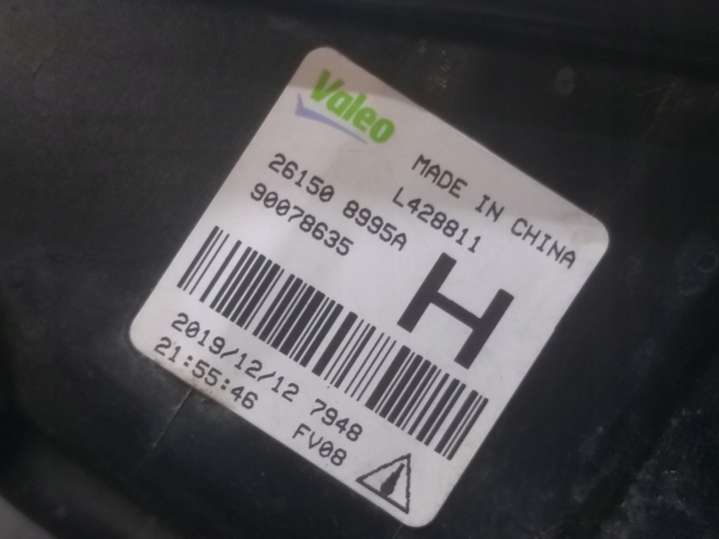 Valeo
MADE IN CHINA
L428811
26150 8995A
90078635
H
2019/12/12 7948
21:55:46 FV08